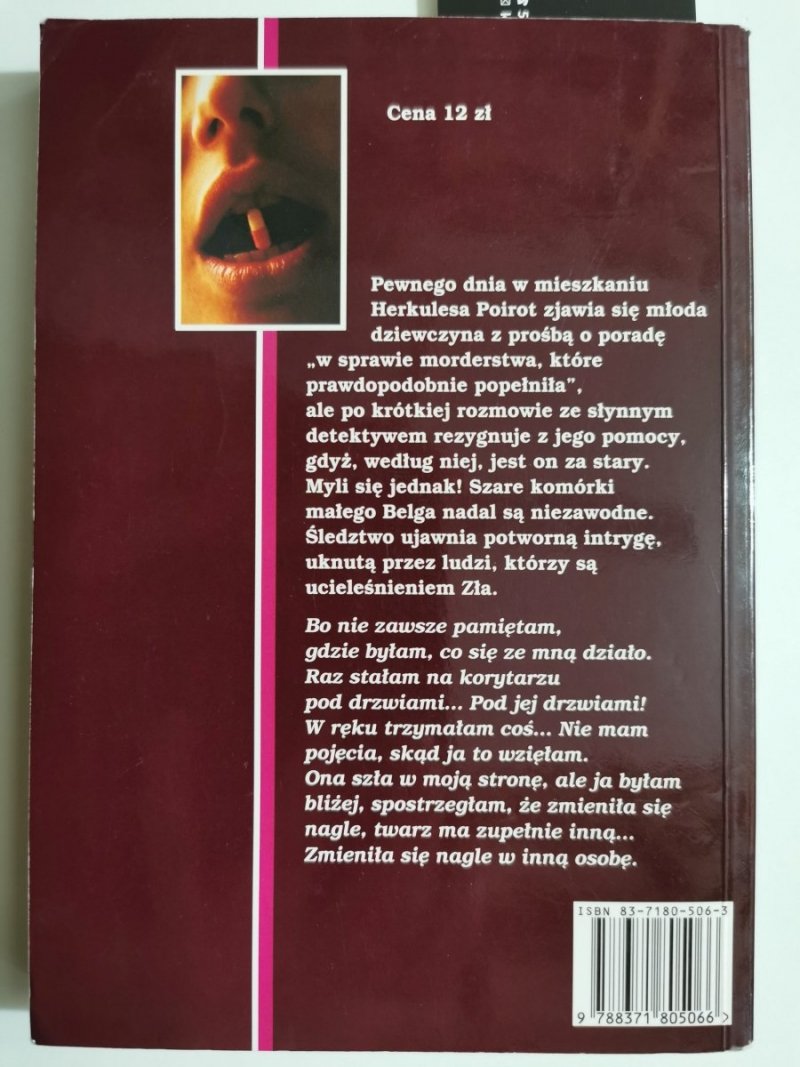 Cena 12 zł
Pewnego dnia w mieszkaniu
Herkulesa Poirot zjawia się młoda
dziewczyna z prośbą o poradę
„w sprawie morderstwa, które
prawdopodobnie popełniła”,
ale po krótkiej rozmowie ze słynnym
detektywem rezygnuje z jego pomocy,
gdyż, według niej, jest on za stary.
Myli się jednak! Szare komórki
małego Belga nadal są niezawodne.
Śledztwo ujawnia potworną intrygę,
uknutą przez ludzi, którzy są
ucieleśnieniem Zła.
Bo nie zawsze pamiętam,
gdzie byłam, co się ze mną działo.
Raz stałam na korytarzu
pod drzwiami... Pod jej drzwiami!
W ręku trzymałam coś... Nie mam
pojęcia, skąd ja to wzięłam.
Ona szła w moją stronę, ale ja byłam
bliżej, spostrzegłam, że zmieniła się
nagle, twarz ma zupełnie inną...
Zmieniła się nagle w inną osobę.
ISBN 83-7180-506-3
9 788371 805066 >